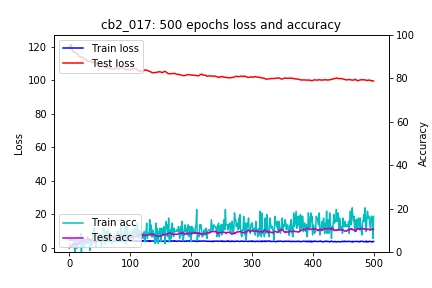 cb2_017: 500 epochs loss and accuracy
Train loss
Test loss
Train acc
Test acc
Loss
120
100
80
60
40
20
0
Accuracy
100
80
60
40
20
0
0 100 200 300 400 500